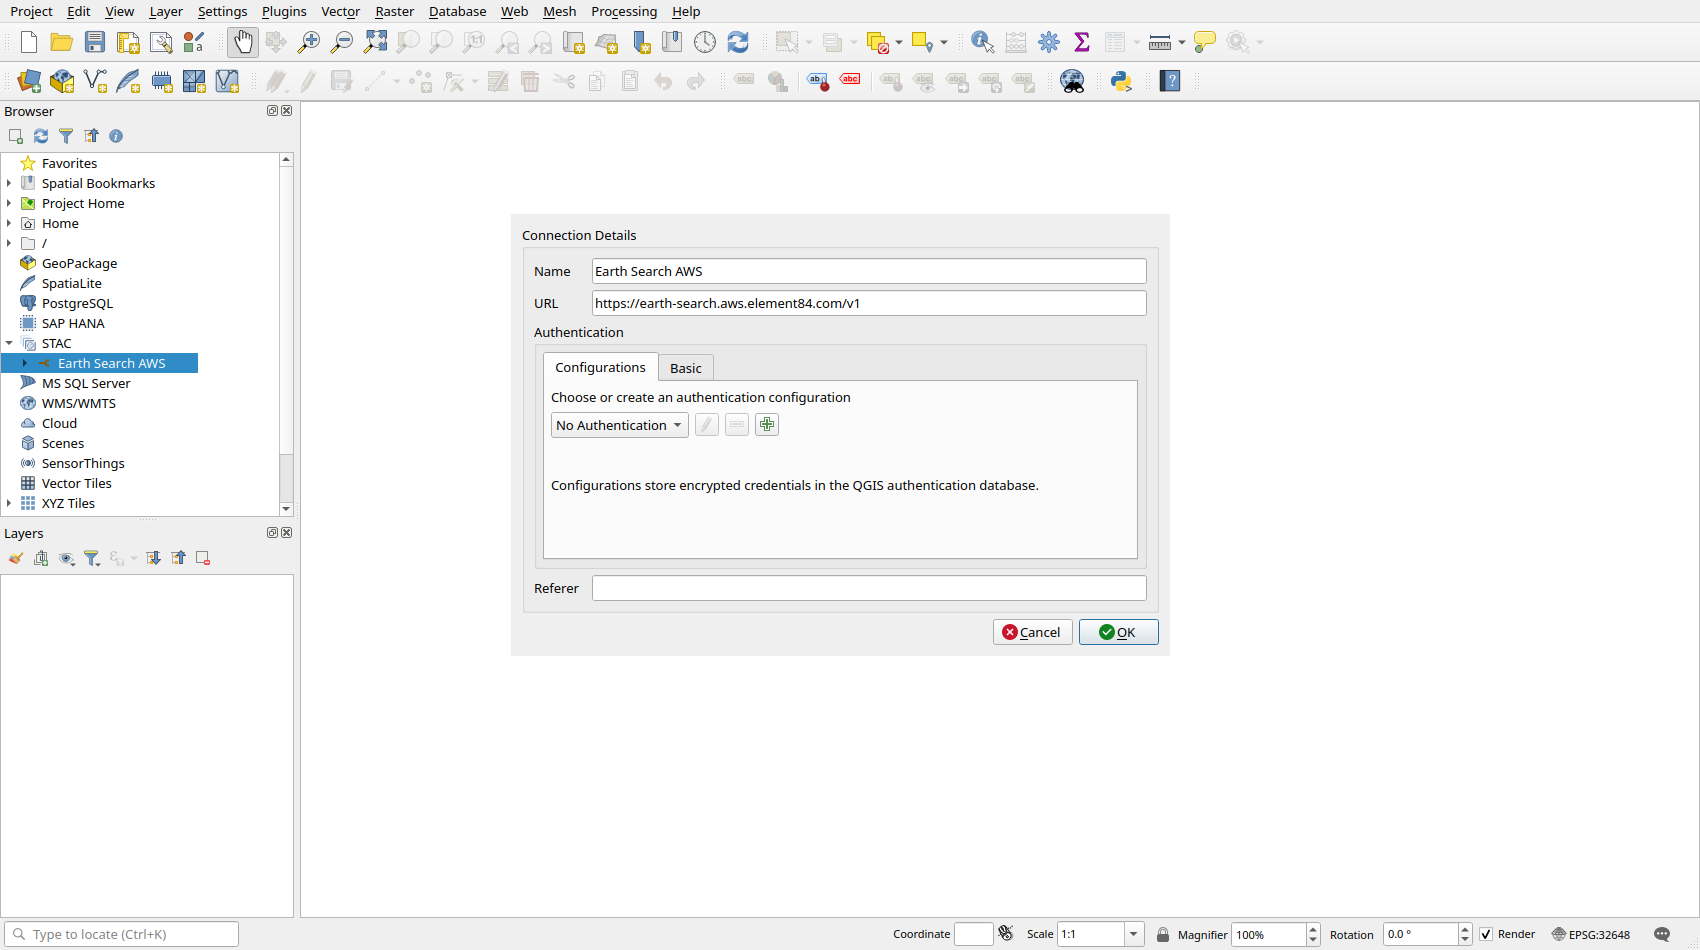 Project Edit View Layer Settings Plugins Vector Raster Database Web Mesh Processing Help
Browser
Favorites
Spatial Bookmarks
Project Home
Home
/
GeoPackage
SpatiaLite
PostgreSQL
SAP HANA
STAC
Earth Search AWS
MS SQL Server
WMS/WMTS
Cloud
Scenes
SensorThings
Vector Tiles
XYZ Tiles
Layers
Connection Details
Name Earth Search AWS
URL https://earth-search.aws.element84.com/v1
Authentication
Configurations Basic
Choose or create an authentication configuration
No Authentication
Configurations store encrypted credentials in the QGIS authentication database.
Referer
Cancel OK
Type to locate (Ctrl+K) Coordinate Scale 1:1 Magnifier 100% Rotation 0.0 ° Render EPSG:32648